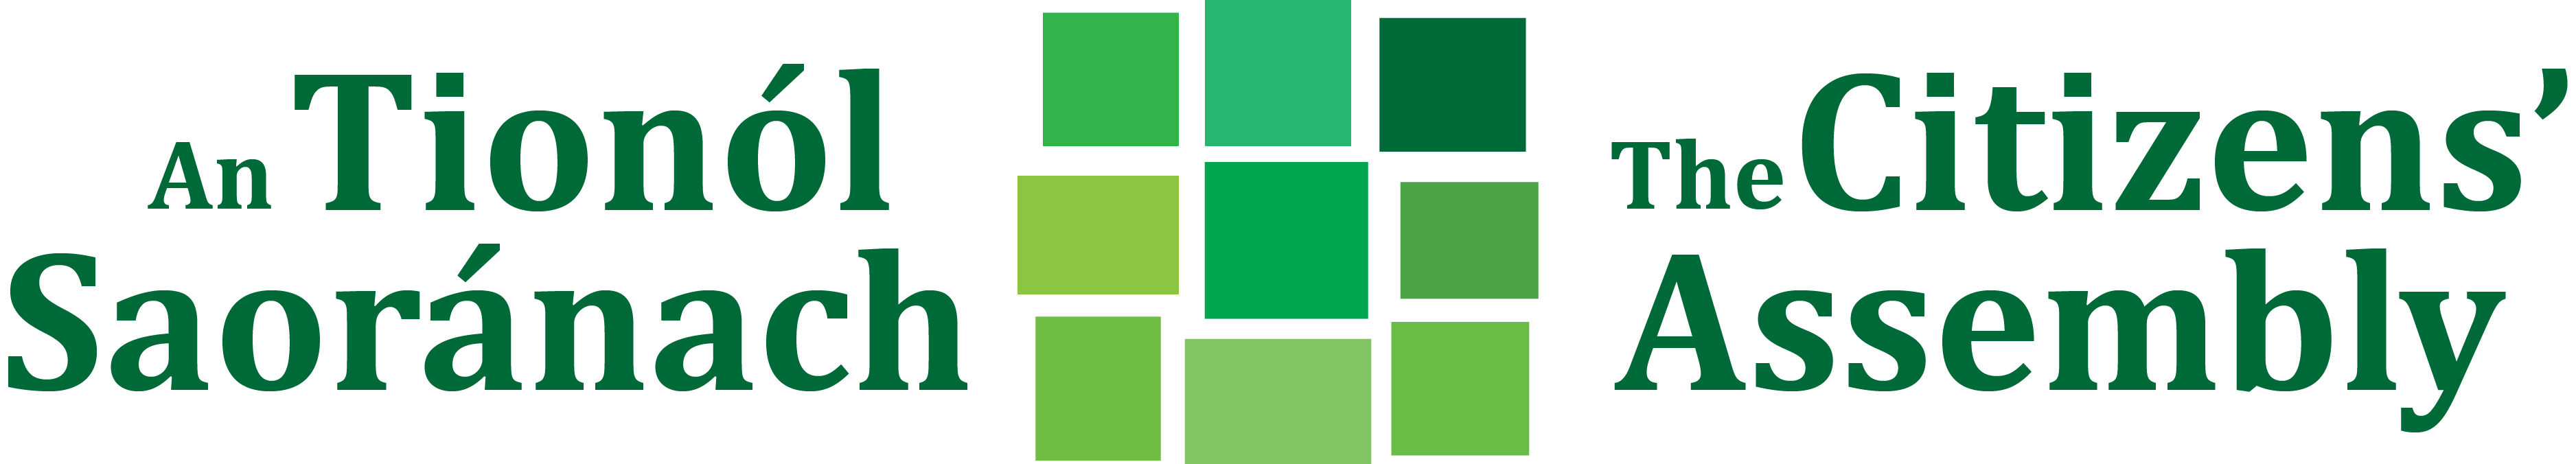 An Tionól
Saoránach
The Citizens’
Assembly